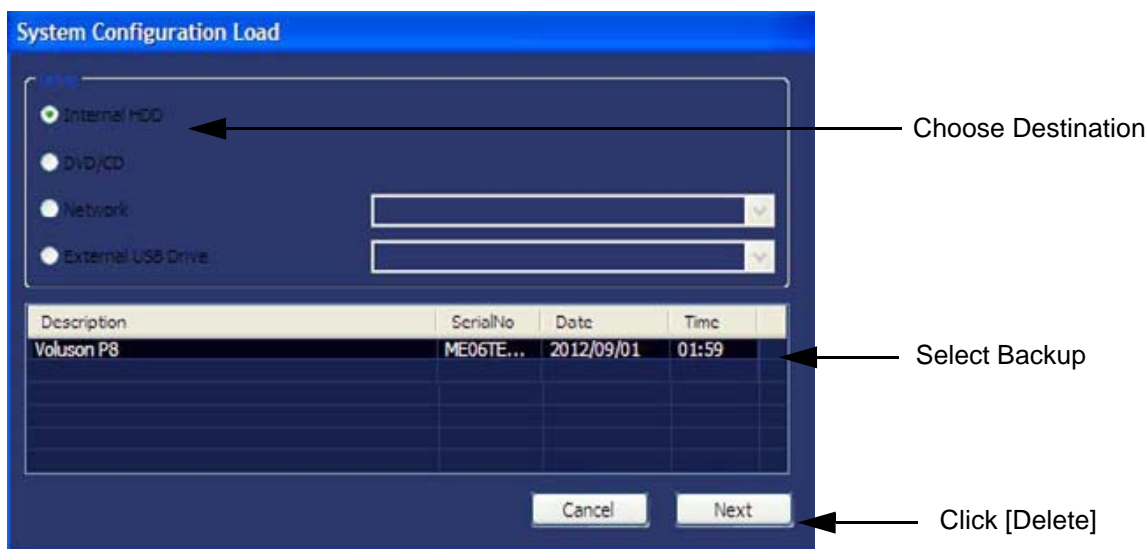 System Configuration Load
Internal HDD
Choose Destination
DVD/CD
Network
External USB Drive
Description SerialNo Date Time
Voluson P8 ME06TE... 2012/09/01 01:59
Select Backup
Cancel Next
Click [Delete]